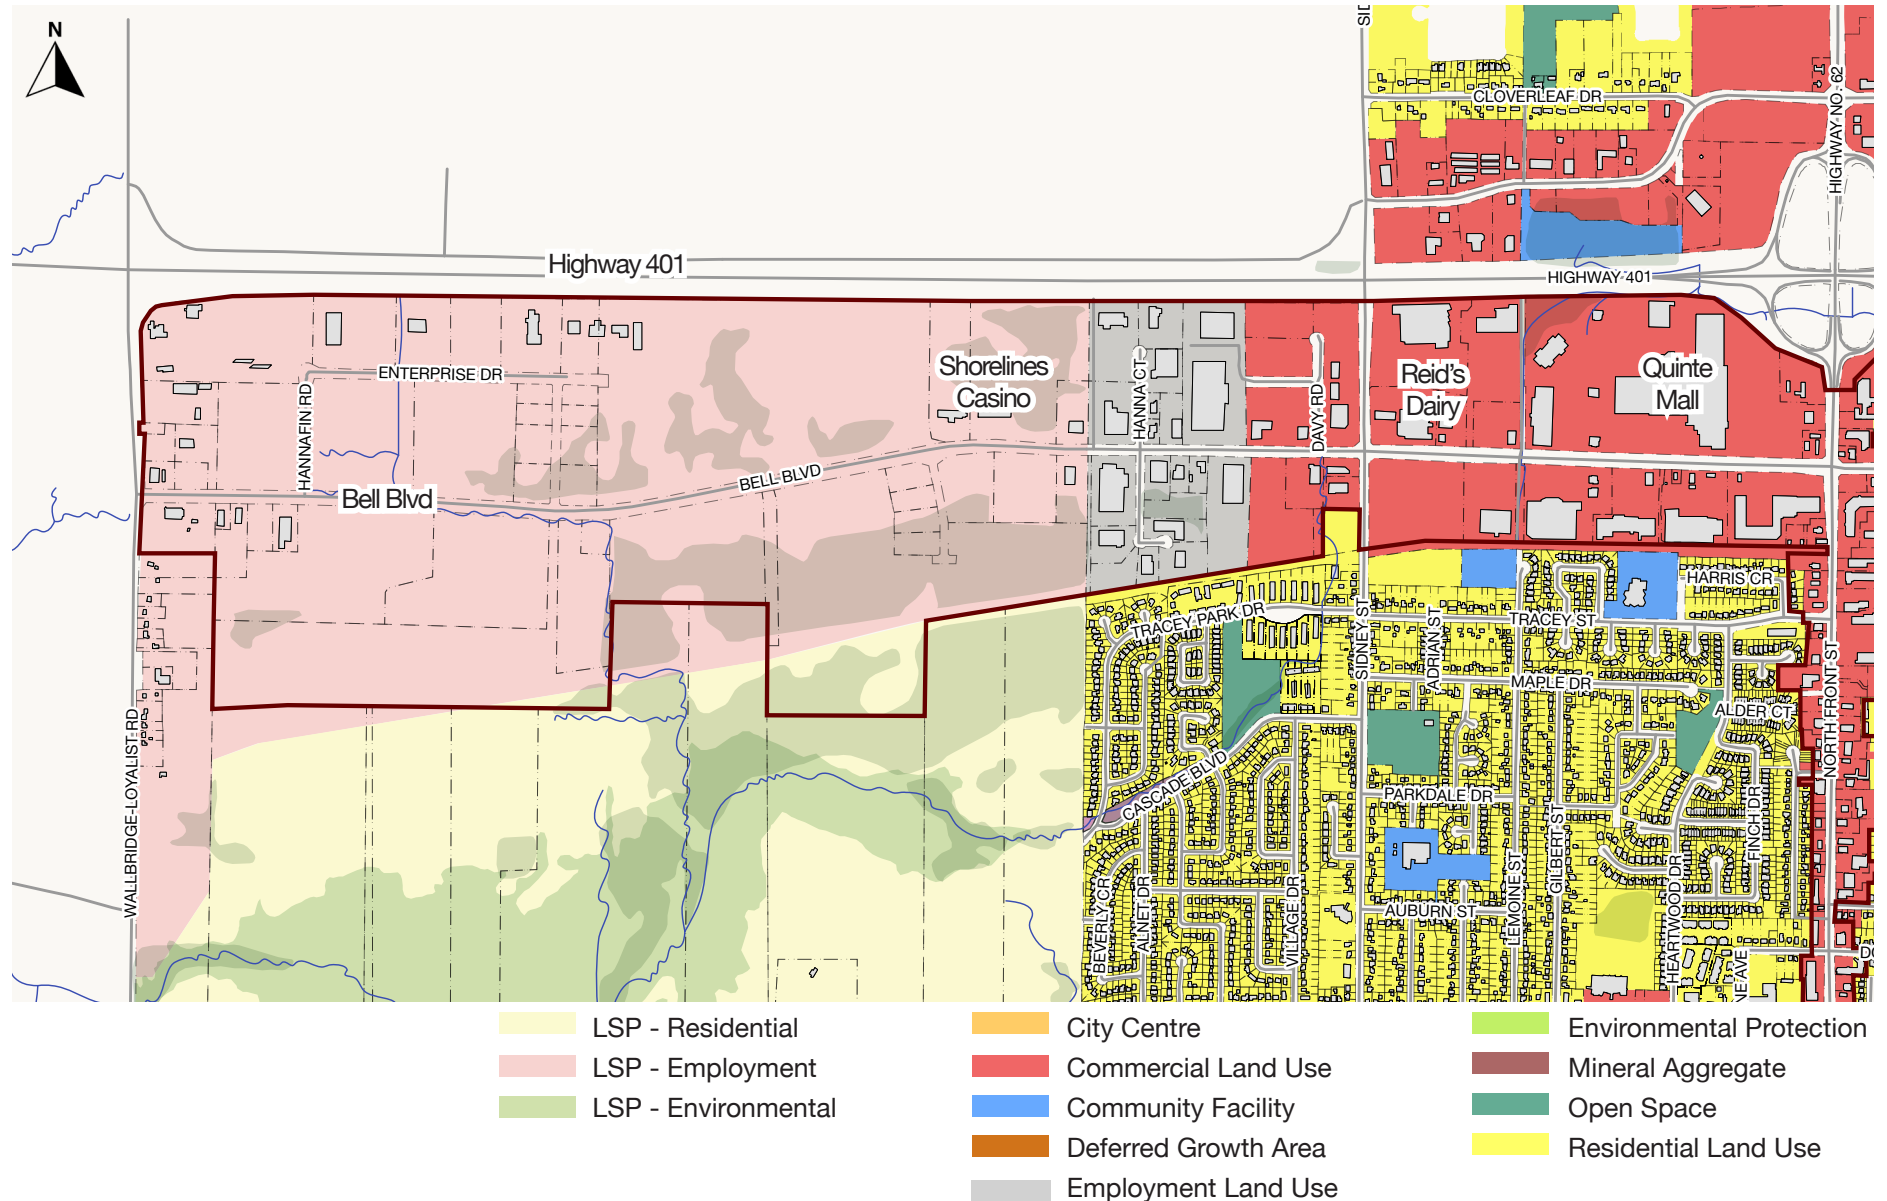 N
SID
CLOVERLEAF DR
HIGHWAY NO. 62
Highway 401
HIGHWAY 401
Shorelines
Casino
Reid's
Dairy
Quinte
Mall
ENTERPRISE DR
HANNAFIN RD
HANNA CT
DAVY RD
BELL BLVD
Bell Blvd
HARRIS CR
TRACEY PARK DR
TRACEY ST
SIDNEY ST
ADRIAN ST
MAPLE DR
ALDER CT
NORTH FRONT ST
WALLBRIDGE-LOYALIST RD
CASCADE BLVD
PARKDALE DR
FINCH DR
GILBERT ST
LEMOINE ST
HEARTWOOD DR
BEVERLY CR
ALNET DR
VILLAGE DR
AUBURN ST
NE AVE
LSP - Residential
LSP - Employment
LSP - Environmental
City Centre
Commercial Land Use
Community Facility
Deferred Growth Area
Employment Land Use
Environmental Protection
Mineral Aggregate
Open Space
Residential Land Use